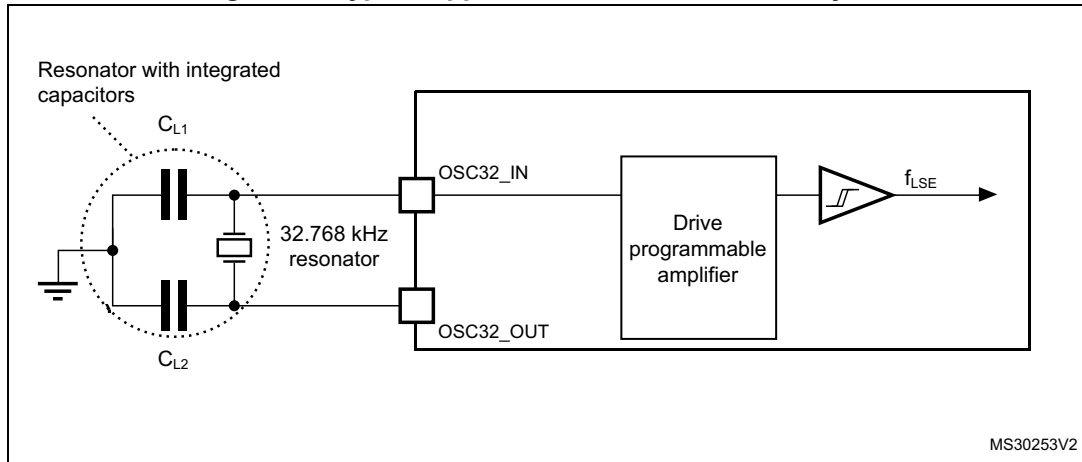 Resonator with integrated
capacitors
CL1
OSC32_IN
fLSE
32.768 kHz
resonator
Drive
programmable
amplifier
OSC32_OUT
CL2
MS30253V2